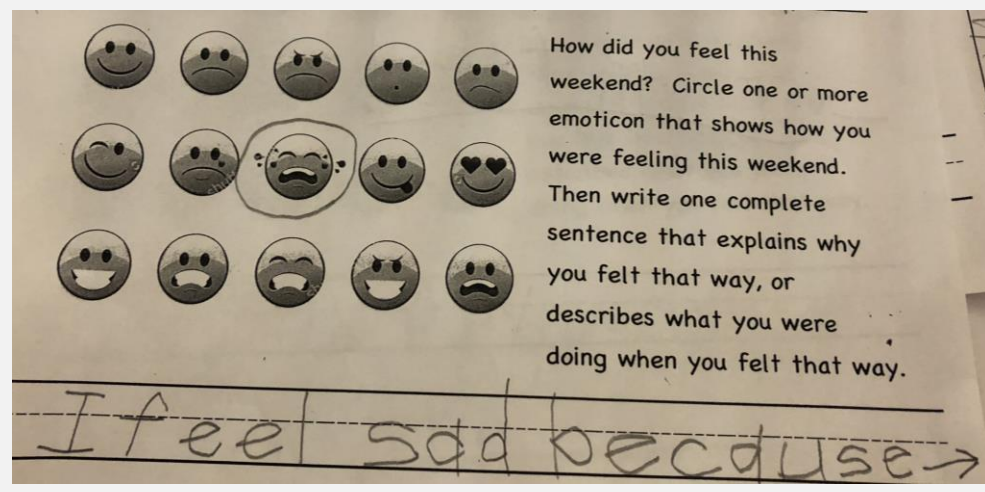 How did you feel this
weekend? Circle one or more
emoticon that shows how you
were feeling this weekend.
Then write one complete
sentence that explains why
you felt that way, or
describes what you were
doing when you felt that way.
I feel sad because→